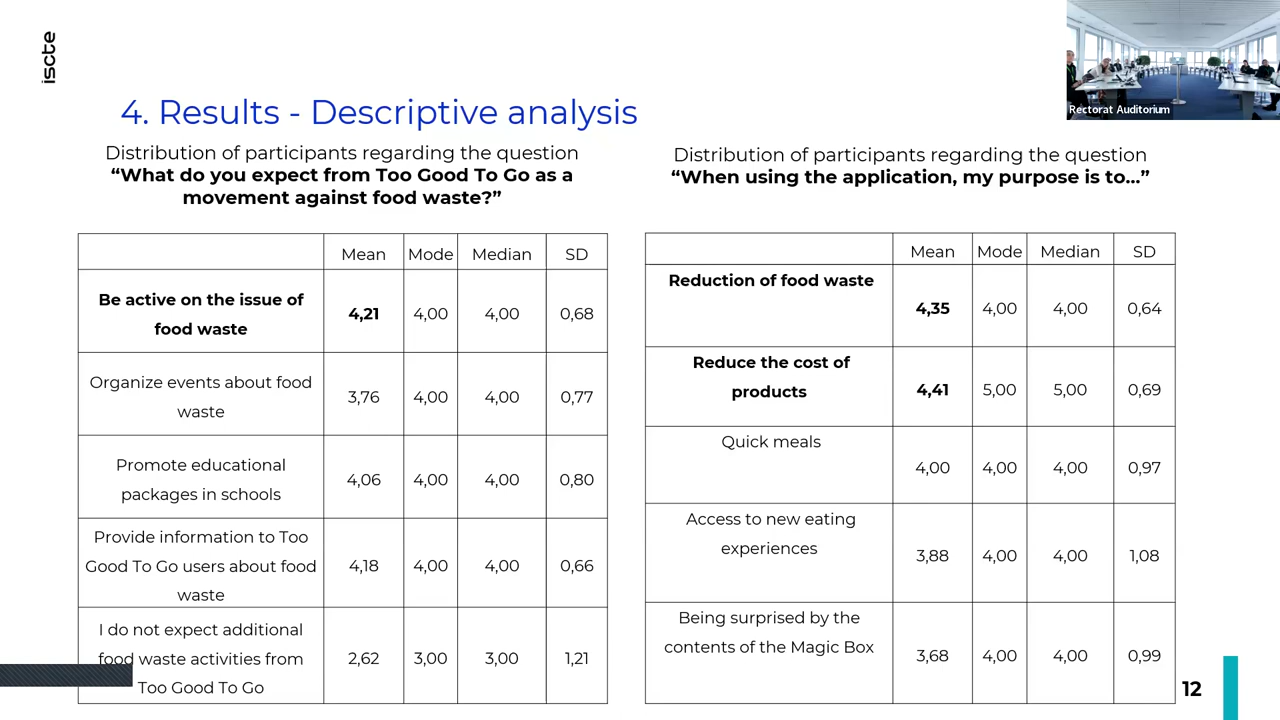 iscte
Rectorat Auditorium
4. Results - Descriptive analysis
Distribution of participants regarding the question
“What do you expect from Too Good To Go as a
movement against food waste?”
Mean Mode Median SD
Be active on the issue of
food waste
4,21 4,00 4,00 0,68
Organize events about food
waste
3,76 4,00 4,00 0,77
Promote educational
packages in schools
4,06 4,00 4,00 0,80
Provide information to Too
Good To Go users about food
waste
4,18 4,00 4,00 0,66
I do not expect additional
food waste activities from
Too Good To Go
2,62 3,00 3,00 1,21
Distribution of participants regarding the question
“When using the application, my purpose is to...”
Mean Mode Median SD
Reduction of food waste
4,35 4,00 4,00 0,64
Reduce the cost of
products
4,41 5,00 5,00 0,69
Quick meals
4,00 4,00 4,00 0,97
Access to new eating
experiences
3,88 4,00 4,00 1,08
Being surprised by the
contents of the Magic Box
3,68 4,00 4,00 0,99
12